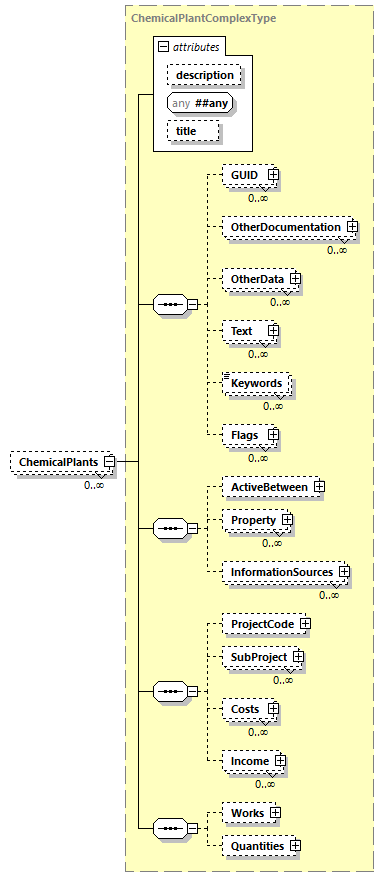 ChemicalPlantComplexType
attributes
description
any ##any
title
GUID
0..∞
OtherDocumentation
0..∞
OtherData
0..∞
Text
0..∞
Keywords
0..∞
Flags
0..∞
ChemicalPlants
0..∞
ActiveBetween
Property
0..∞
InformationSources
0..∞
ProjectCode
SubProject
0..∞
Costs
0..∞
Income
0..∞
Works
Quantities